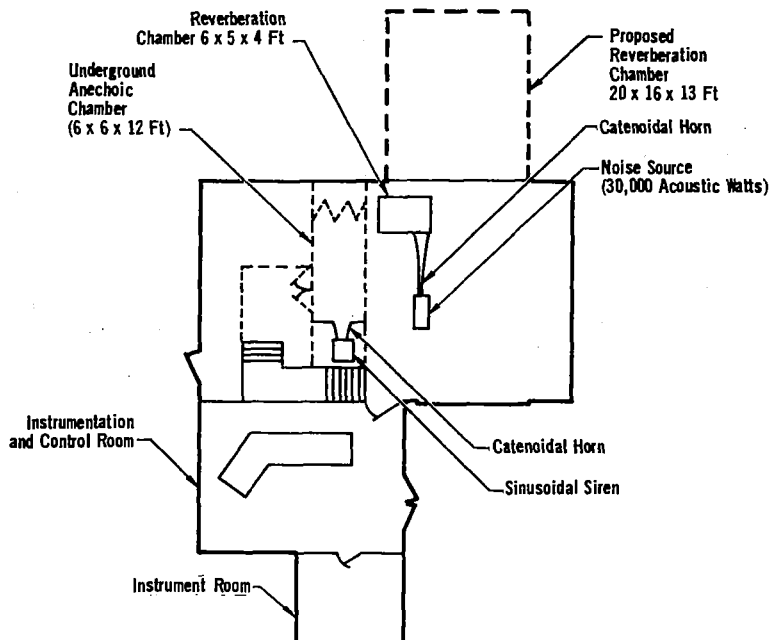 Reverberation
Chamber 6 x 5 x 4 Ft
Underground
Anechoic
Chamber
(6 x 6 x 12 Ft)
Proposed
Reverberation
Chamber
20 x 16 x 13 Ft
Catenoidal Horn
Noise Source
(30,000 Acoustic Watts)
Instrumentation
and Control Room
Catenoidal Horn
Sinusoidal Siren
Instrument Room